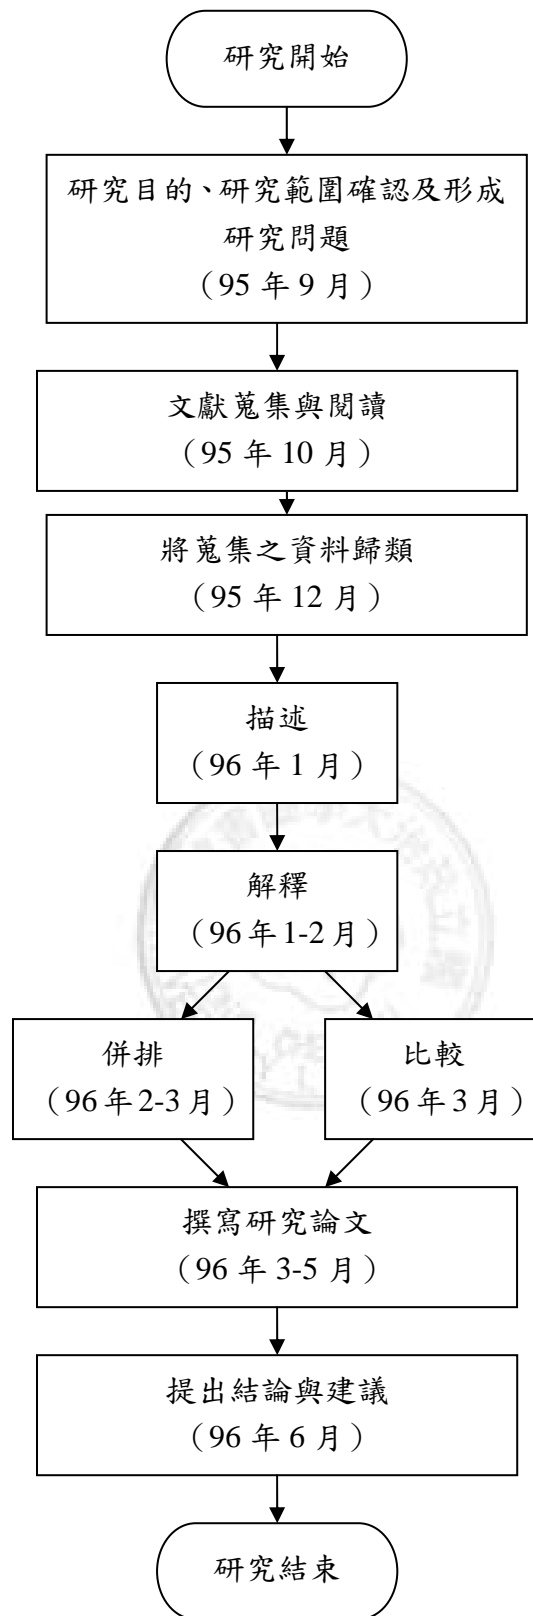 研究開始
研究目的、研究範圍確認及形成
研究問題
（95 年 9 月）
文獻蒐集與閱讀
（95 年 10 月）
將蒐集之資料歸類
（95 年 12 月）
描述
（96 年 1 月）
解釋
（96 年 1-2 月）
併排
（96 年 2-3 月）
比較
（96 年 3 月）
撰寫研究論文
（96 年 3-5 月）
提出結論與建議
（96 年 6 月）
研究結束